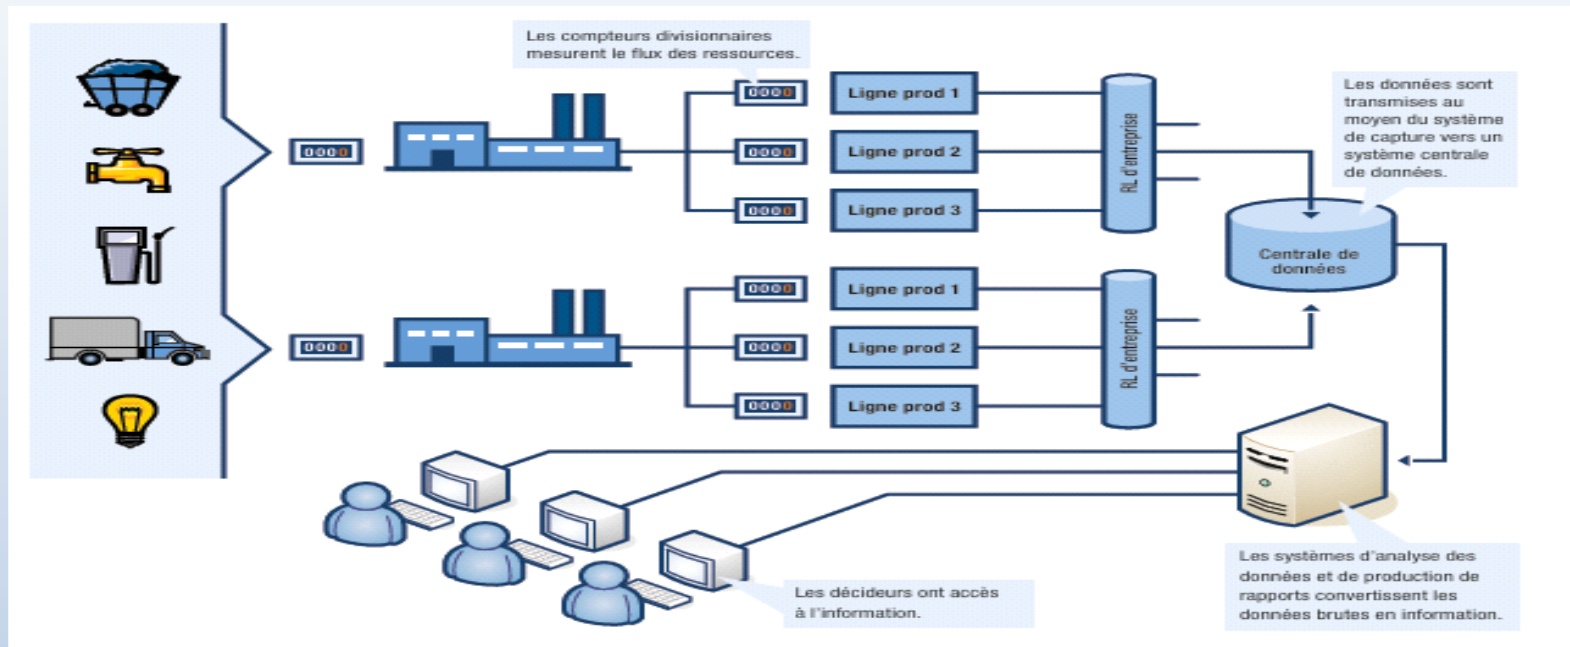 Les compteurs divisionnaires
mesurent le flux des ressources.
0000
0000
Ligne prod 1
0000
Ligne prod 2
0000
Ligne prod 3
RL d'entreprise
Les données sont
transmises au
moyen du système
de capture vers un
système centrale
de données.
Centrale de
données
0000
0000
Ligne prod 1
0000
Ligne prod 2
0000
Ligne prod 3
RL d'entreprise
Les décideurs ont accès
à l'information.
Les systèmes d'analyse des
données et de production de
rapports convertissent les
données brutes en information.